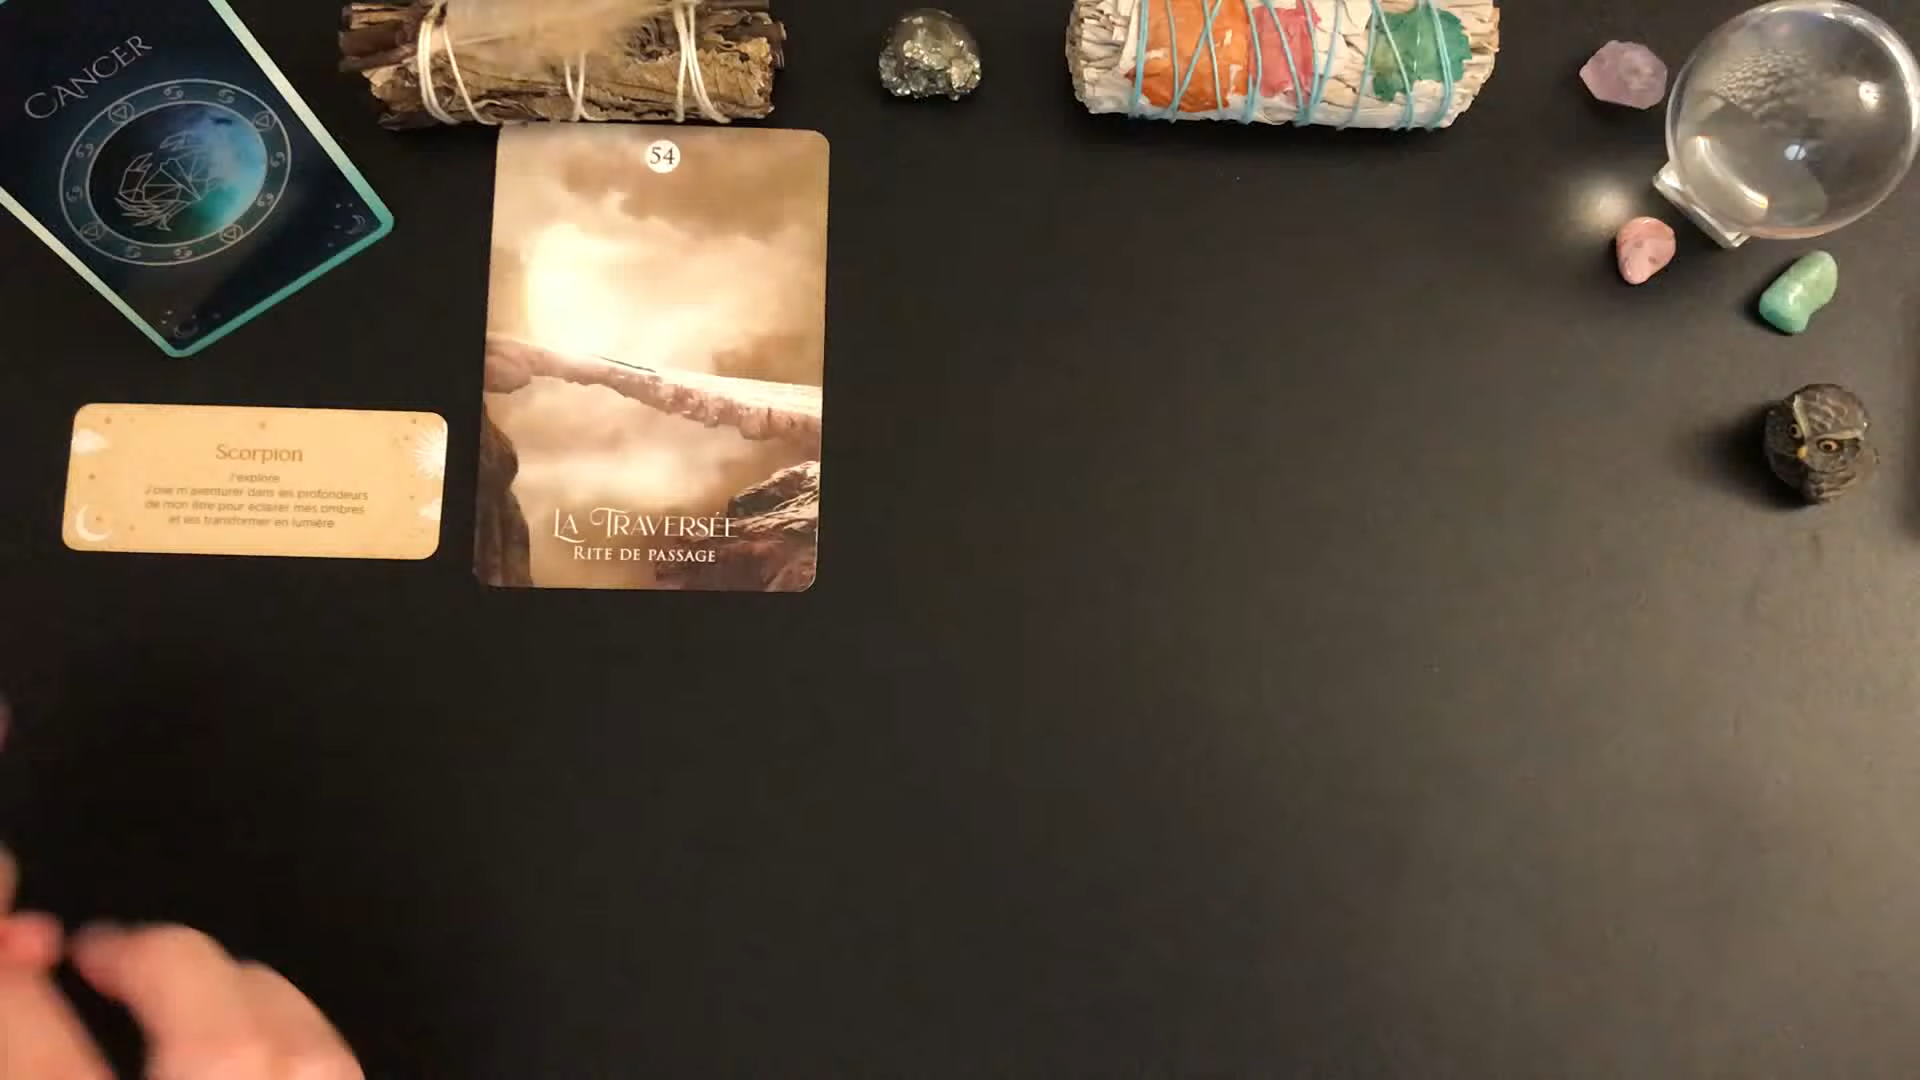 CANCER
54
LA TRAVERSÉE
RITE DE PASSAGE
Scorpion
J'explore
J'ose m'aventurer dans les profondeurs
de mon être pour éclairer mes ombres
et les transformer en lumière